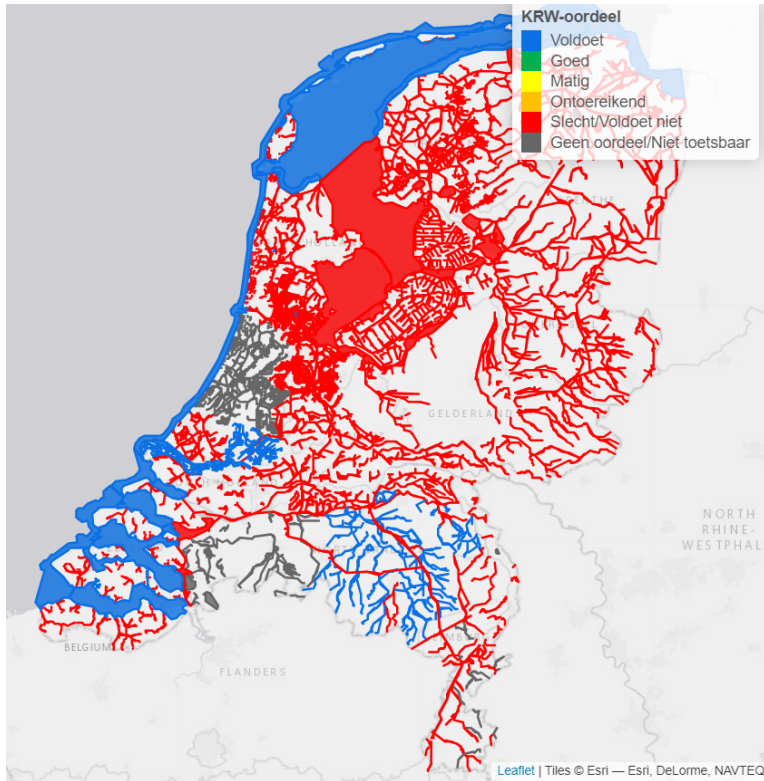 KRW-oordeel
Voldoet
Goed
Matig
Ontoereikend
Slecht/Voldoet niet
Geen oordeel/Niet toetsbaar
GELDERLAND
NORTH
RHINE-
WESTPHAL
BELGIUM
FLANDERS
Leaflet | Tiles © Esri — Esri, DeLorme, NAVTEQ